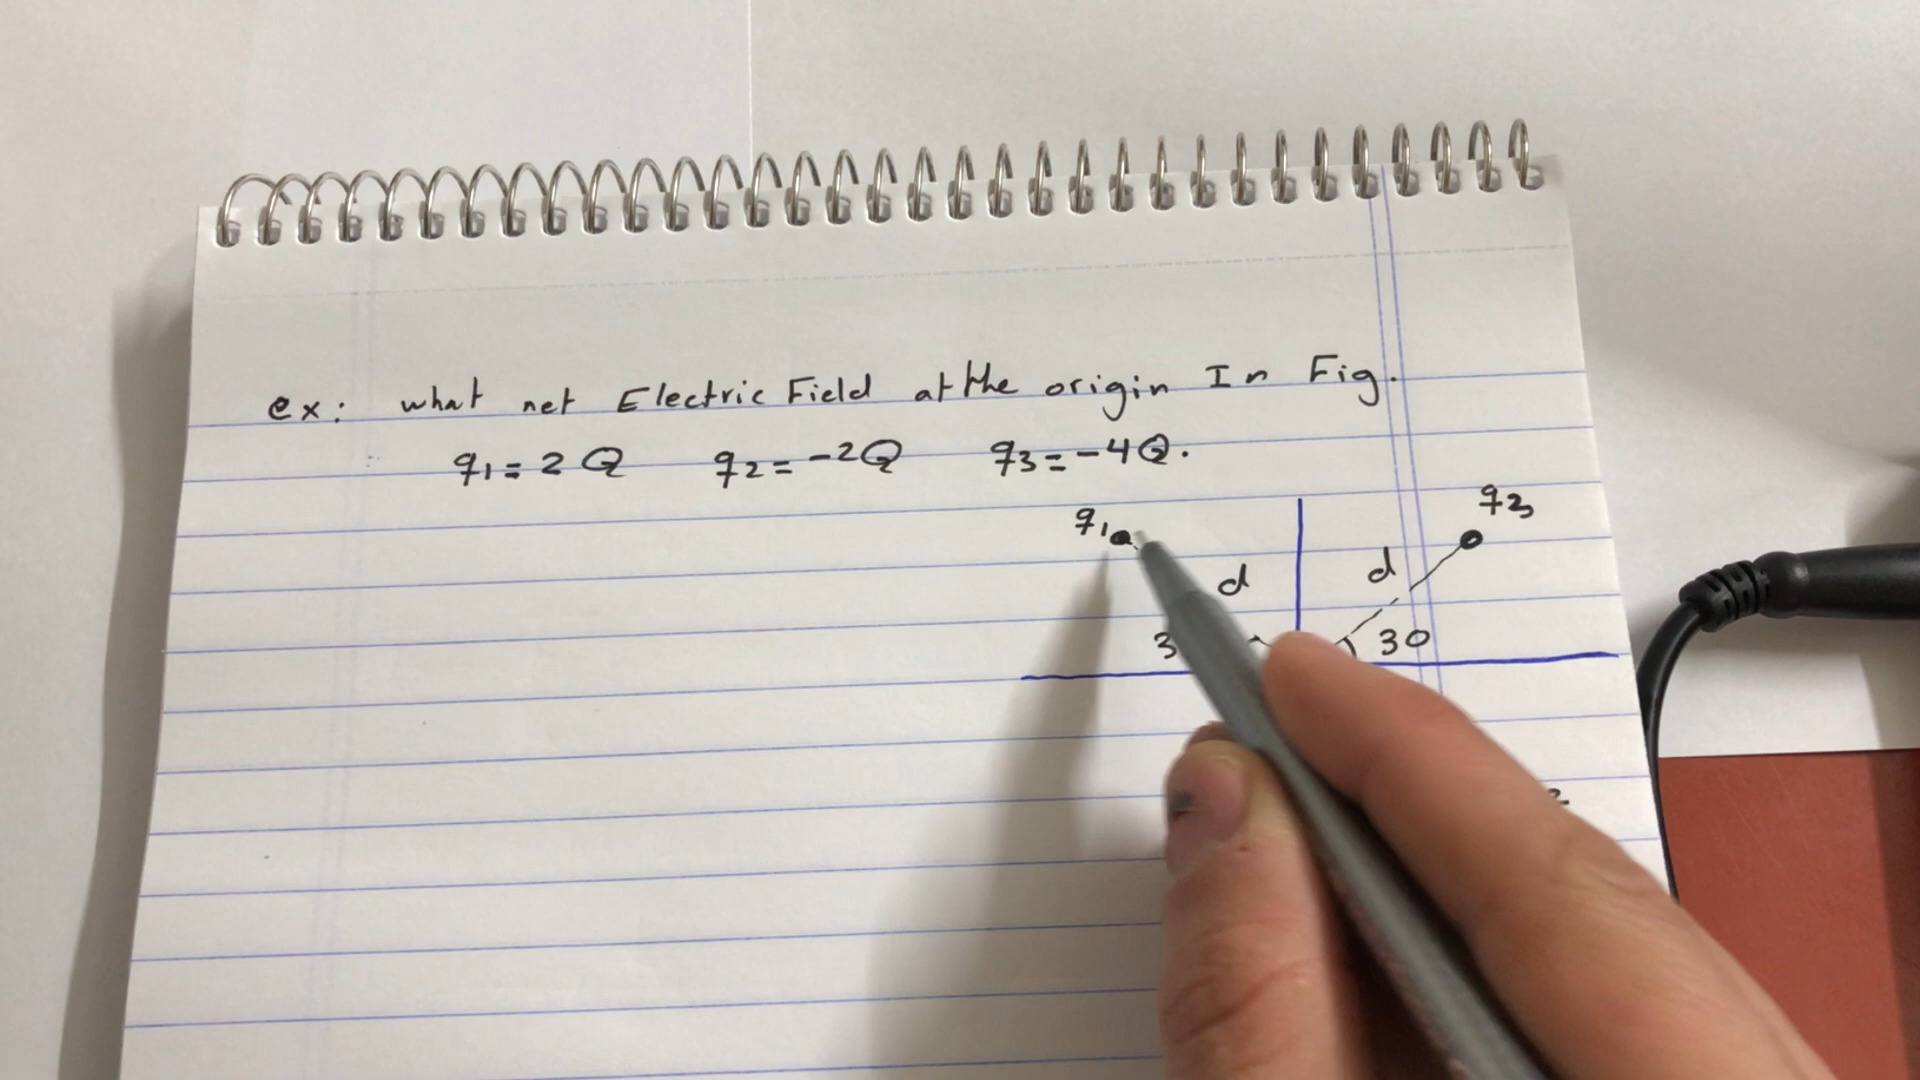 ex: what net Electric Field at the origin In Fig.
q1 = 2Q q2 = -2Q q3 = -4Q.
q1 q3
d d
30